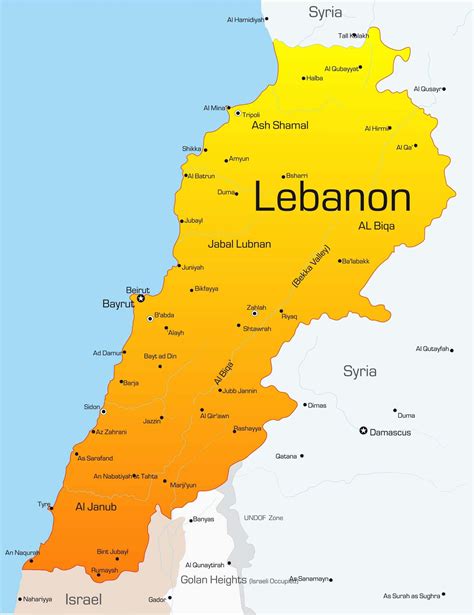 Syria
Al Hamidiyah
Tall Kalakh
Al Qubayyat
Halba
Al Qusayr
Al Mina'
Tripoli
Ash Shamal
Al Hirmil
Shikka
Al Qa'
Amyun
Al Batrun
Bsharri
Duma
Lebanon
Jubayl
AL Biqa
Jabal Lubnan
(Bekka Valley)
Juniyah
Ba'labakk
Beirut
Bikfayya
Bayrut
Zahlah
B'abda
Riyaq
Alayh
Shtawrah
Ad Damur
Bayt ad Din
Al Qutayfah
Al Biqa'
Syria
Barja
Jubb Jannin
Sidon
Dimas
Jazzin
Al Qir'awn
Duma
Az Zahrani
Rashayya
Damascus
As Sarafand
Qatana
An Nabatiyah at Tahta
Marj'yun
Tyre
Al Janub
Banyas
UNDOF Zone
An Naqurah
Bint Jubayl
Al Qunaytirah
Rumaysh
Golan Heights (Israeli Occupied)
As Sanamayn
Nahariyya
Israel
Gador
As Surah as Sughra